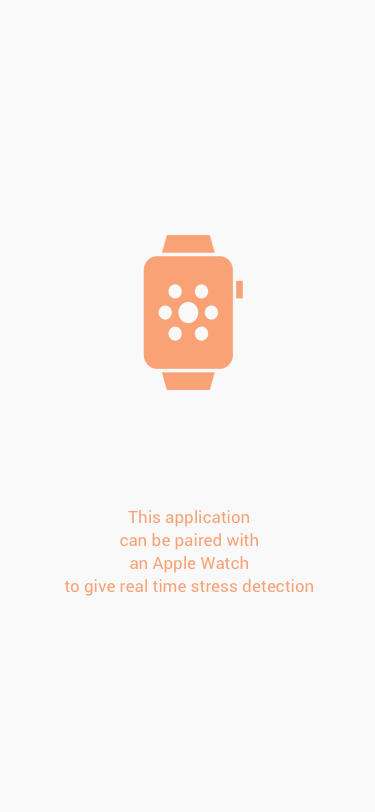 This application
can be paired with
an Apple Watch
to give real time stress detection